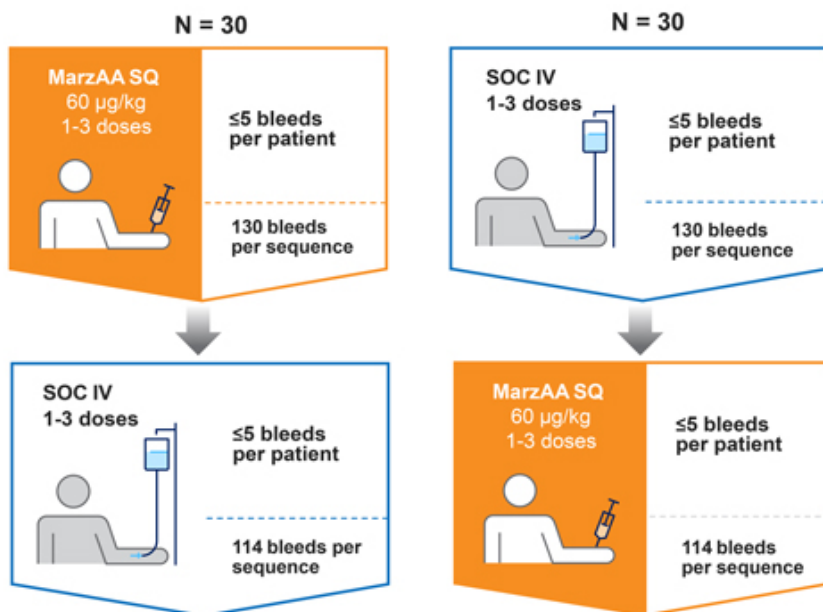 N = 30
MarzAA SQ
60 µg/kg
1-3 doses
≤5 bleeds
per patient
130 bleeds
per sequence
N = 30
SOC IV
1-3 doses
≤5 bleeds
per patient
130 bleeds
per sequence
SOC IV
1-3 doses
≤5 bleeds
per patient
114 bleeds per
sequence
MarzAA SQ
60 µg/kg
1-3 doses
≤5 bleeds
per patient
114 bleeds
per sequence